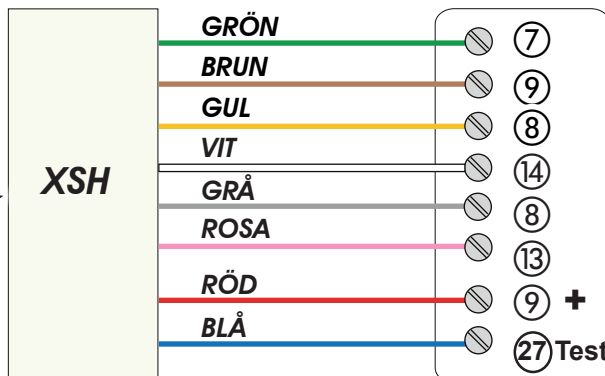 GRÖN 7
BRUN 9
GUL 8
VIT 14
XSH
GRÅ 8
ROSA 13
RÖD 9 +
BLÅ 27 Test